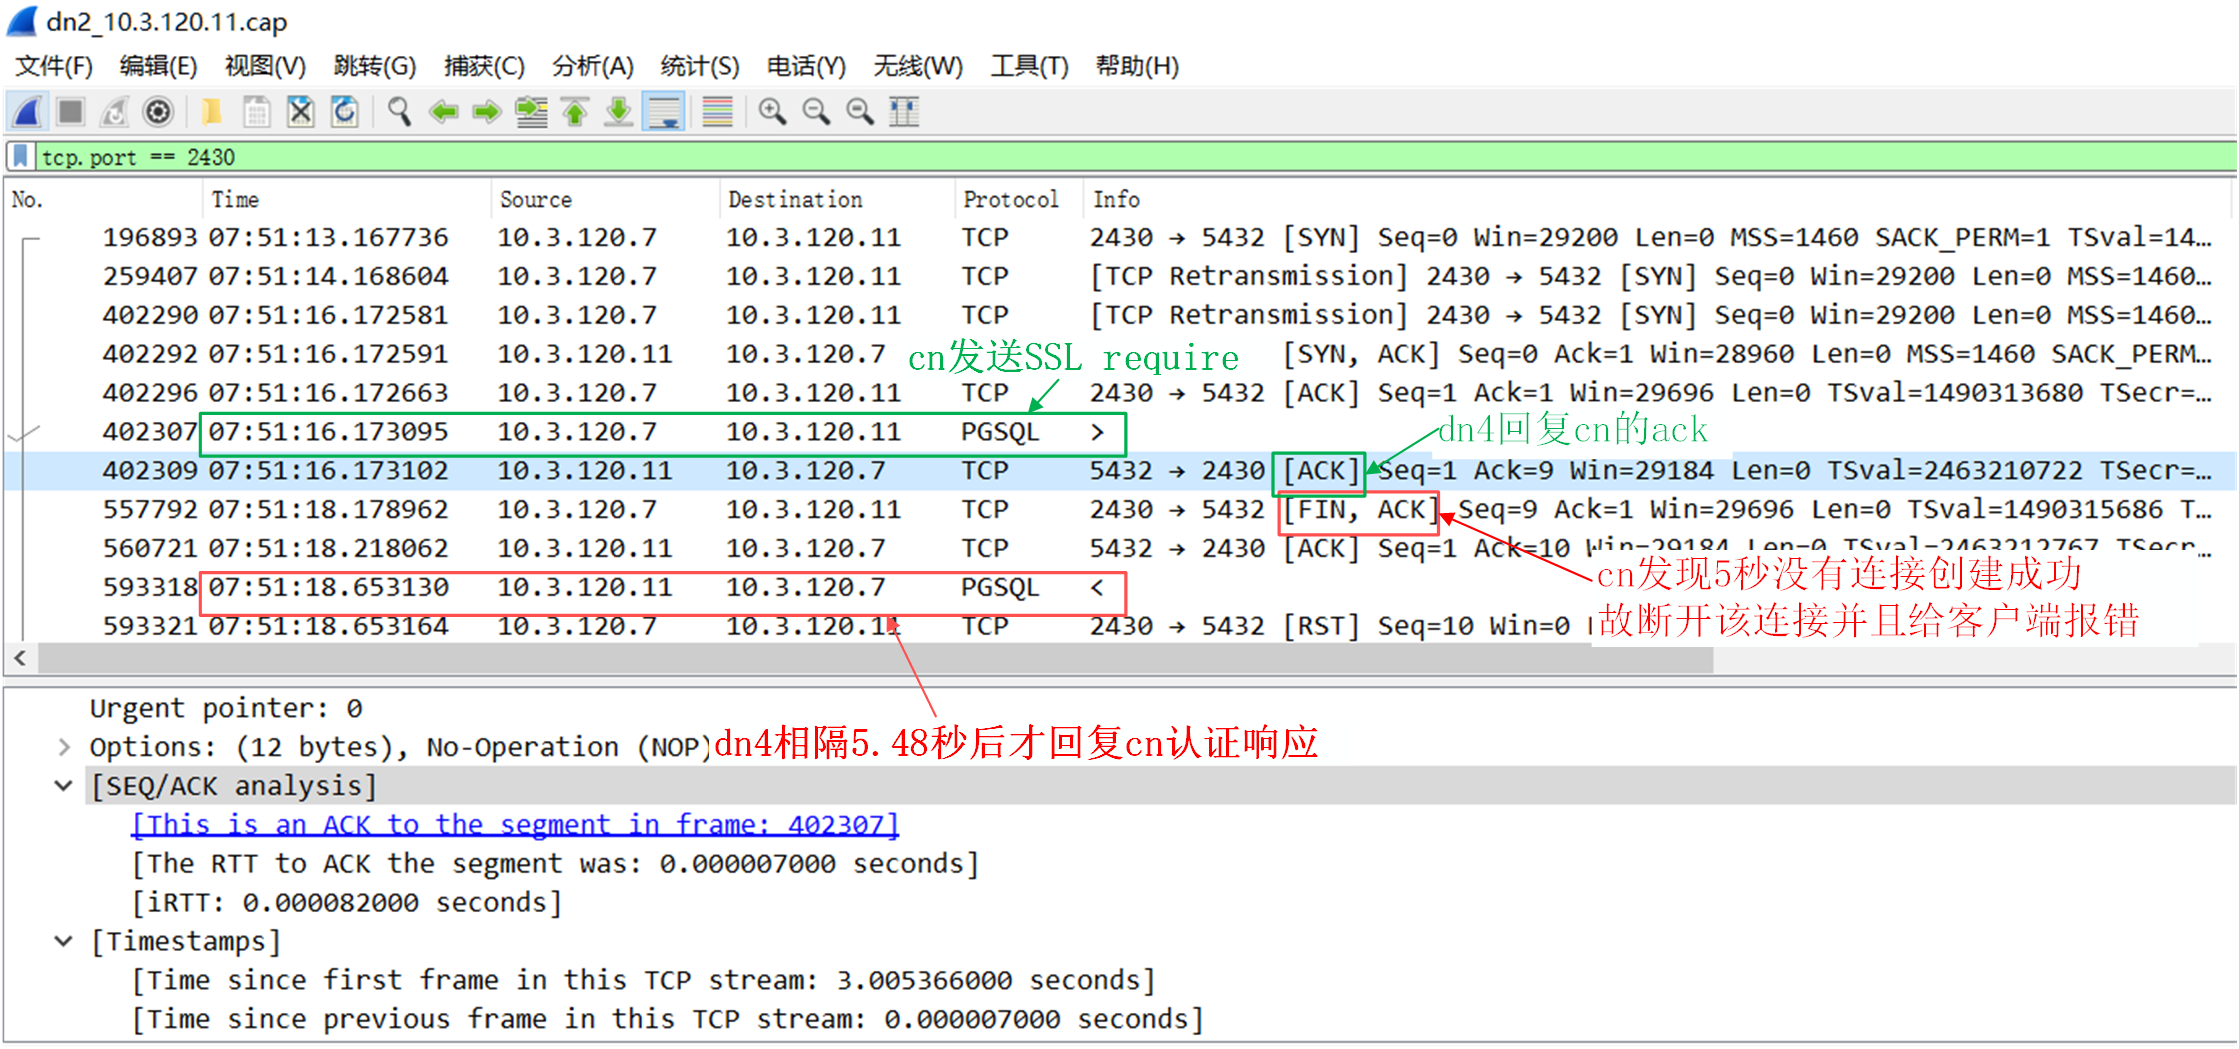 dn2_10.3.120.11.cap
文件(F) 编辑(E) 视图(V) 跳转(G) 捕获(C) 分析(A) 统计(S) 电话(Y) 无线(W) 工具(T) 帮助(H)
tcp.port == 2430
No. Time Source Destination Protocol Info
196893 07:51:13.167736 10.3.120.7 10.3.120.11 TCP 2430 → 5432 [SYN] Seq=0 Win=29200 Len=0 MSS=1460 SACK_PERM=1 TSval=14…
259407 07:51:14.168604 10.3.120.7 10.3.120.11 TCP [TCP Retransmission] 2430 → 5432 [SYN] Seq=0 Win=29200 Len=0 MSS=1460…
402290 07:51:16.172581 10.3.120.7 10.3.120.11 TCP [TCP Retransmission] 2430 → 5432 [SYN] Seq=0 Win=29200 Len=0 MSS=1460…
402292 07:51:16.172591 10.3.120.11 10.3.120.7 [SYN, ACK] Seq=0 Ack=1 Win=28960 Len=0 MSS=1460 SACK_PERM…
cn发送SSL require
402296 07:51:16.172663 10.3.120.7 10.3.120.11 TCP 2430 → 5432 [ACK] Seq=1 Ack=1 Win=29696 Len=0 TSval=1490313680 TSecr=…
402307 07:51:16.173095 10.3.120.7 10.3.120.11 PGSQL >
dn4回复cn的ack
402309 07:51:16.173102 10.3.120.11 10.3.120.7 TCP 5432 → 2430 [ACK] Seq=1 Ack=9 Win=29184 Len=0 TSval=2463210722 TSecr=…
557792 07:51:18.178962 10.3.120.7 10.3.120.11 TCP 2430 → 5432 [FIN, ACK] Seq=9 Ack=1 Win=29696 Len=0 TSval=1490315686 T…
560721 07:51:18.218062 10.3.120.11 10.3.120.7 TCP 5432 → 2430 [ACK] Seq=1 Ack=10 Win=29184 Len=0 TSval=2463212767 TSecr…
cn发现5秒没有连接创建成功
593318 07:51:18.653130 10.3.120.11 10.3.120.7 PGSQL <
故断开该连接并且给客户端报错
593321 07:51:18.653164 10.3.120.7 10.3.120.11 TCP 2430 → 5432 [RST] Seq=10 Win=0
Urgent pointer: 0
Options: (12 bytes), No-Operation (NOP)
dn4相隔5.48秒后才回复cn认证响应
[SEQ/ACK analysis]
[This is an ACK to the segment in frame: 402307]
[The RTT to ACK the segment was: 0.000007000 seconds]
[iRTT: 0.000082000 seconds]
[Timestamps]
[Time since first frame in this TCP stream: 3.005366000 seconds]
[Time since previous frame in this TCP stream: 0.000007000 seconds]